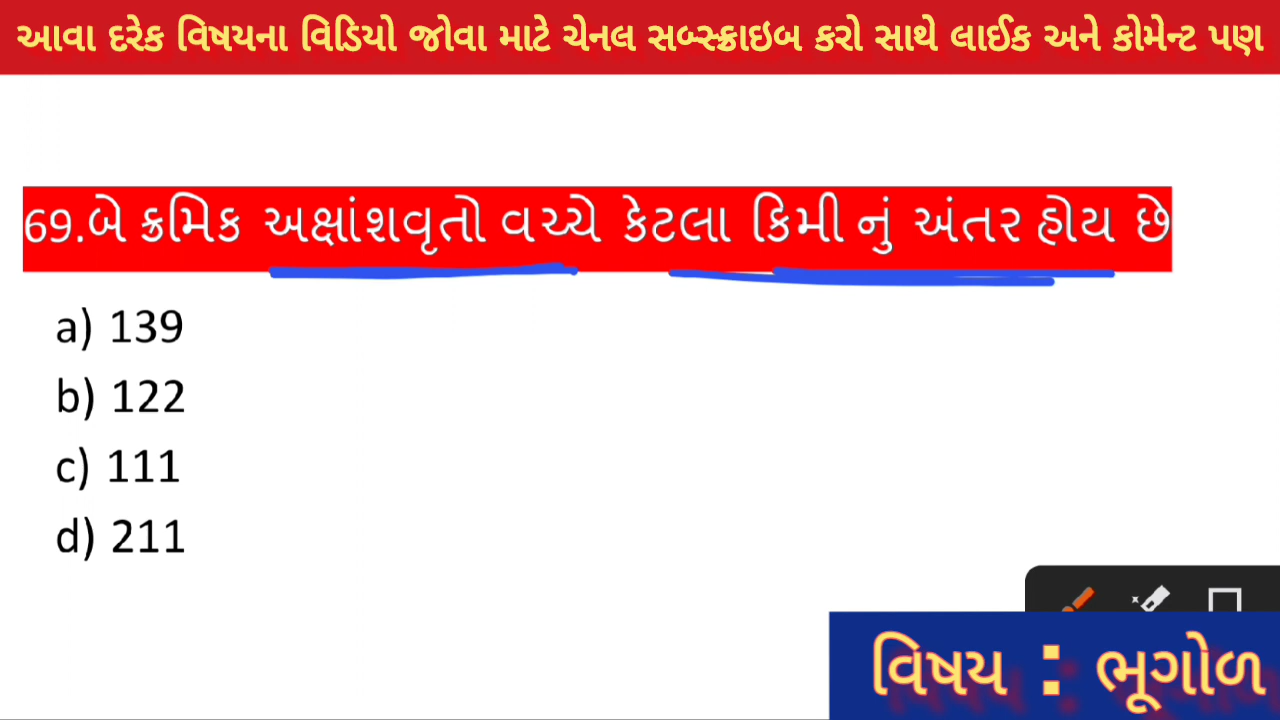 આવા દરેક વિષયના વિડિયો જોવા માટે ચેનલ સબ્સ્ક્રાઇબ કરો સાથે લાઈક અને કોમેન્ટ પણ
69.બે ક્રમિક અક્ષાંશવૃતો વચ્ચે કેટલા કિમી નું અંતર હોય છે
a) 139
b) 122
c) 111
d) 211
વિષય : ભૂગોળ